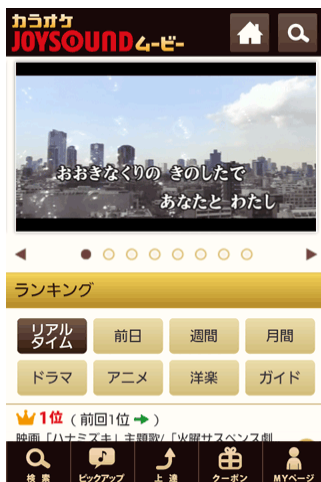 カラオケ
JOYSOUNDムービー
おおきなくりの きのしたで
あなたと わたし
ランキング
リアル
タイム
前日
週間
月間
ドラマ
アニメ
洋楽
ガイド
1位 (前回1位 → )
映画「ハナミズキ」主題歌/「火曜サスペンス劇
検索
ピックアップ
上達
クーポン
MYページ